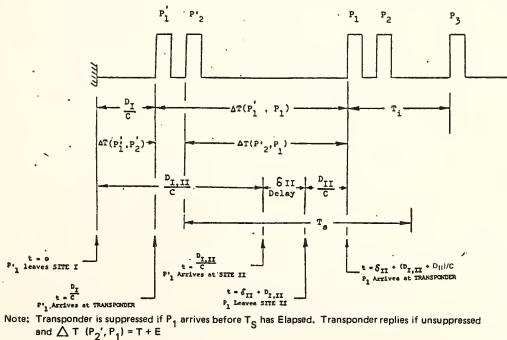 P'1 P'2 P1 P2 P3
DI/C ΔT(P'1 , P1) Ti
ΔT(P'1,P'2) ΔT(P'2,P1)
DI,II/C δII Delay DII/C
Ts
t = o
P'1 leaves SITE I
t = DI/C
P'1 Arrives at TRANSPONDER
t = DI,II/C
P'1 Arrives at SITE II
t = δII + DI,II
P1 Leaves SITE II
t = δII + (DI,II + DII)/C
P1 Arrives at TRANSPONDER
Note: Transponder is suppressed if P1 arrives before TS has Elapsed. Transponder replies if unsuppressed
and Δ T (P2', P1) = T + E